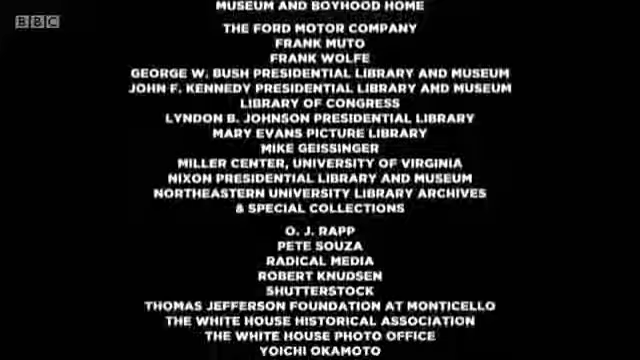 BBC
MUSEUM AND BOYHOOD HOME
THE FORD MOTOR COMPANY
FRANK MUTO
FRANK WOLFE
GEORGE W. BUSH PRESIDENTIAL LIBRARY AND MUSEUM
JOHN F. KENNEDY PRESIDENTIAL LIBRARY AND MUSEUM
LIBRARY OF CONGRESS
LYNDON B. JOHNSON PRESIDENTIAL LIBRARY
MARY EVANS PICTURE LIBRARY
MIKE GEISSINGER
MILLER CENTER, UNIVERSITY OF VIRGINIA
NIXON PRESIDENTIAL LIBRARY AND MUSEUM
NORTHEASTERN UNIVERSITY LIBRARY ARCHIVES
& SPECIAL COLLECTIONS
O. J. RAPP
PETE SOUZA
RADICAL MEDIA
ROBERT KNUDSEN
SHUTTERSTOCK
THOMAS JEFFERSON FOUNDATION AT MONTICELLO
THE WHITE HOUSE HISTORICAL ASSOCIATION
THE WHITE HOUSE PHOTO OFFICE
YOICHI OKAMOTO